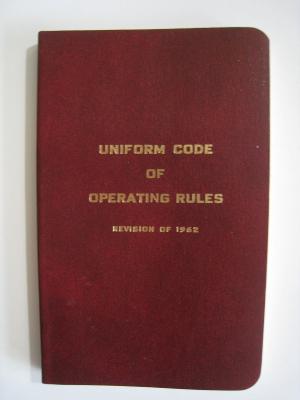 UNIFORM CODE
OF
OPERATING RULES
REVISION OF 1962